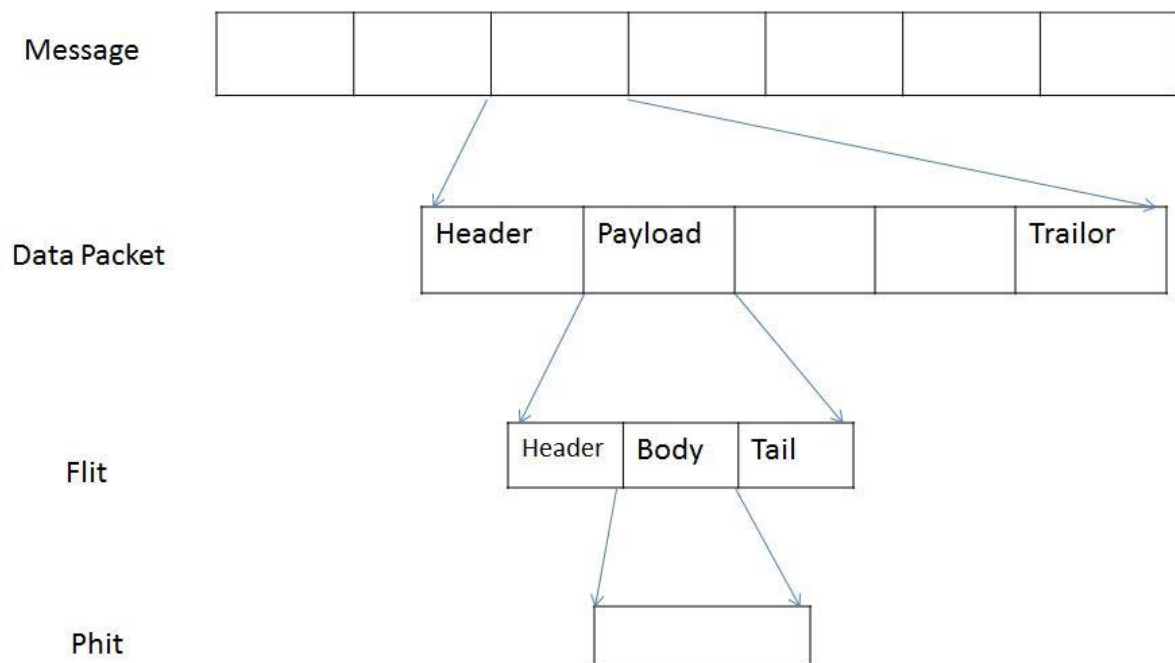 Message
Data Packet
Header Payload Trailor
Flit
Header Body Tail
Phit